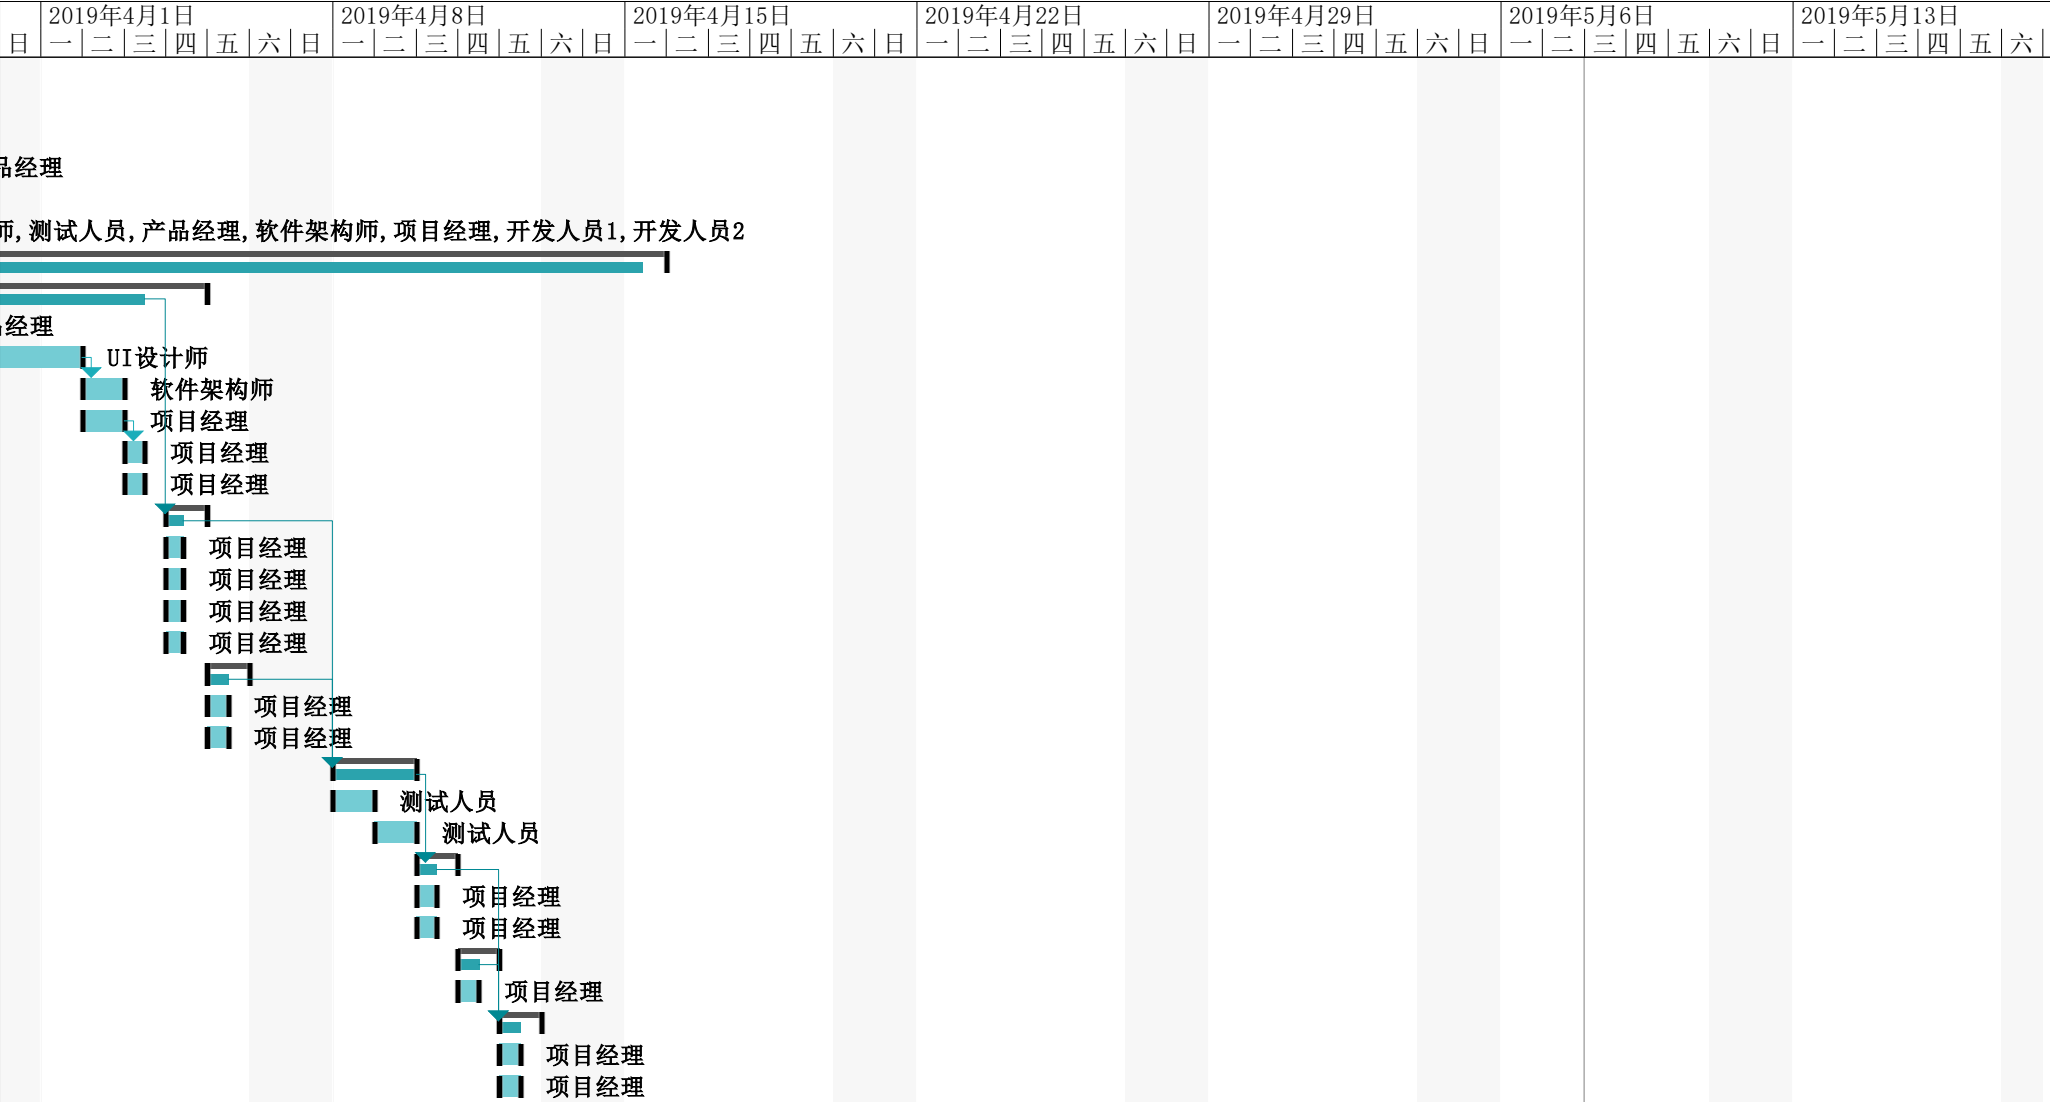 2019年4月1日 2019年4月8日 2019年4月15日 2019年4月22日 2019年4月29日 2019年5月6日 2019年5月13日
日 一 二 三 四 五 六 日 一 二 三 四 五 六 日 一 二 三 四 五 六 日 一 二 三 四 五 六 日 一 二 三 四 五 六 日 一 二 三 四 五 六 日 一 二 三 四 五 六
品经理
师,测试人员,产品经理,软件架构师,项目经理,开发人员1,开发人员2
经理
UI设计师
软件架构师
项目经理
项目经理
项目经理
项目经理
项目经理
项目经理
项目经理
项目经理
项目经理
测试人员
测试人员
项目经理
项目经理
项目经理
项目经理
项目经理